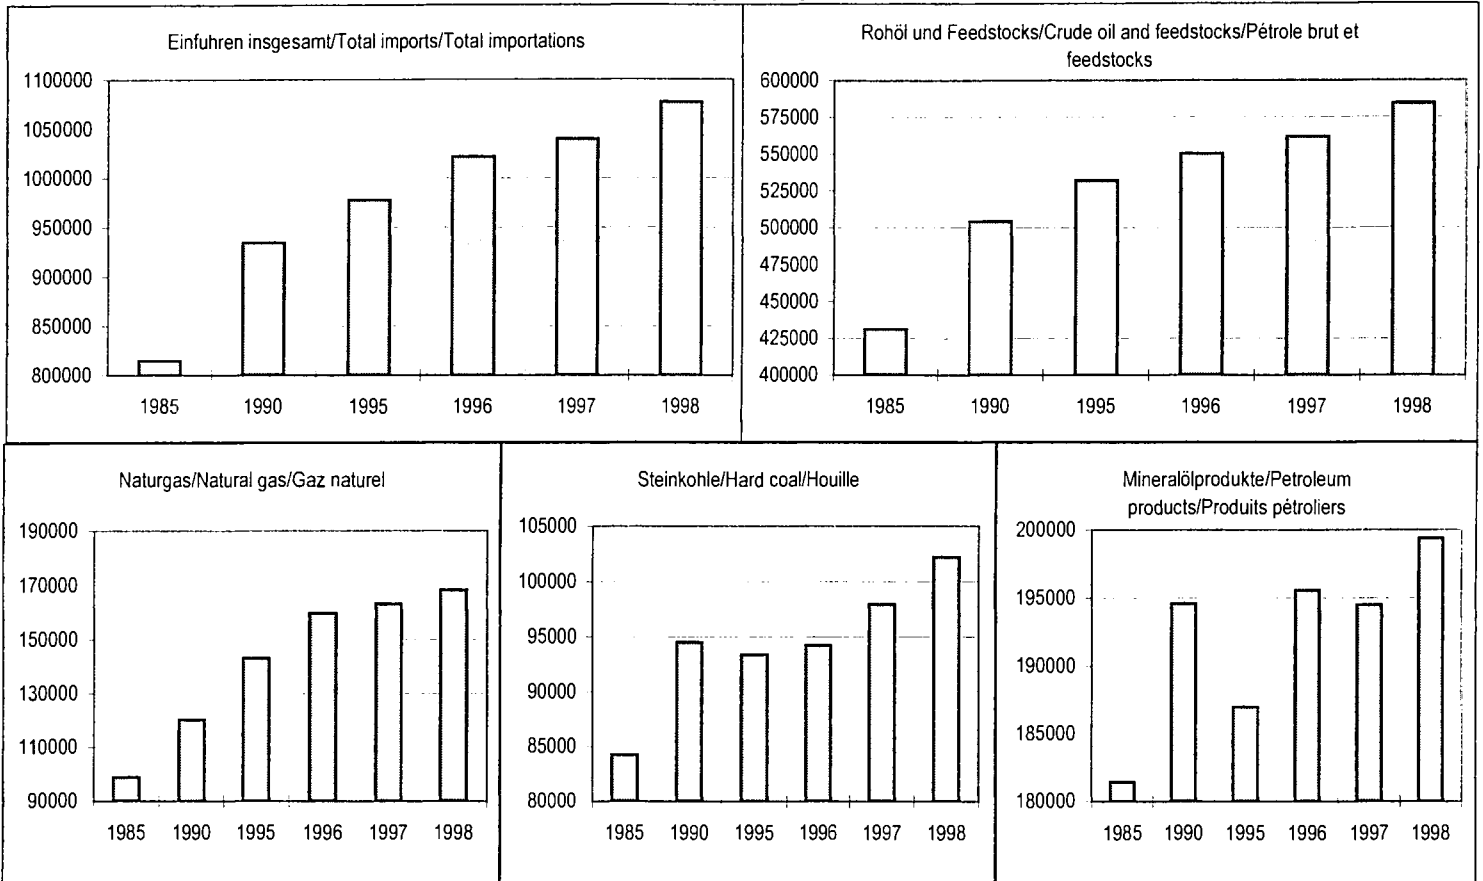 Einfuhren insgesamt/Total imports/Total importations
1100000
1050000
1000000
950000
900000
850000
800000
1985 1990 1995 1996 1997 1998
Rohöl und Feedstocks/Crude oil and feedstocks/Pétrole brut et
feedstocks
600000
575000
550000
525000
500000
475000
450000
425000
400000
1985 1990 1995 1996 1997 1998
Naturgas/Natural gas/Gaz naturel
190000
170000
150000
130000
110000
90000
1985 1990 1995 1996 1997 1998
Steinkohle/Hard coal/Houille
105000
100000
95000
90000
85000
80000
1985 1990 1995 1996 1997 1998
Mineralölprodukte/Petroleum
products/Produits pétroliers
200000
195000
190000
185000
180000
1985 1990 1995 1996 1997 1998